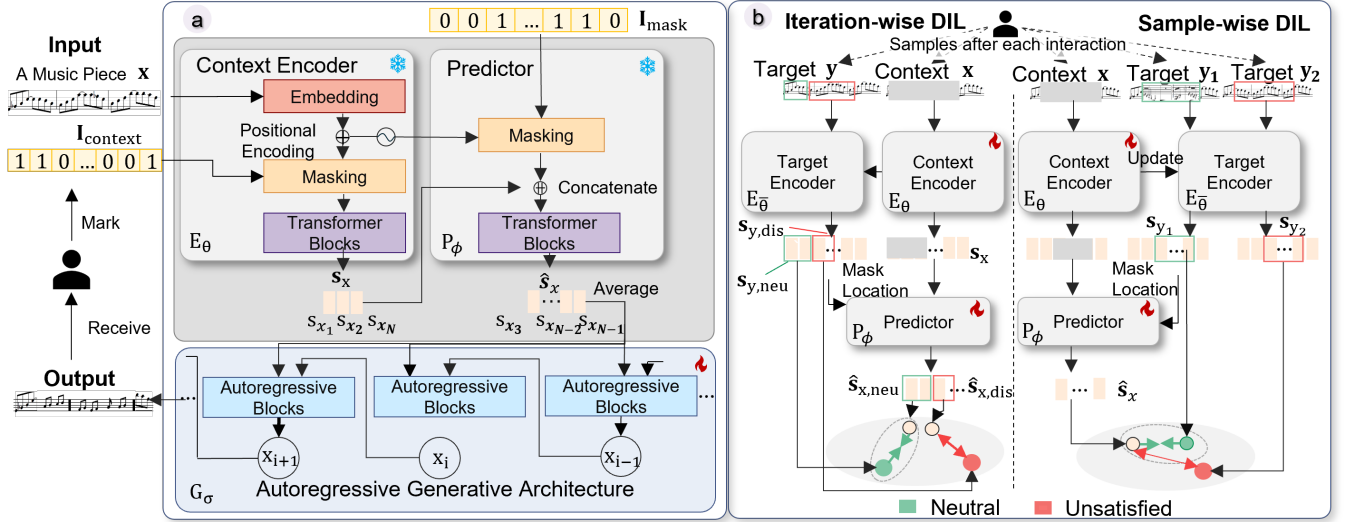 Input
A Music Piece x
I_context
1 1 0 ... 0 0 1
Mark
Receive
Output
a
0 0 1 ... 1 1 0 I_mask
Context Encoder
Embedding
Positional
Encoding
Masking
Transformer
Blocks
E_θ
s_x
s_x₁ s_x₂ s_x_N
Predictor
Masking
Concatenate
Transformer
Blocks
P_ϕ
ŝ_x
...
Average
s_x₃ s_x_N−2 s_x_N−1
Autoregressive
Blocks
Autoregressive
Blocks
Autoregressive
Blocks
...
...
x_i+1
x_i
x_i−1
G_σ
Autoregressive Generative Architecture
b
Iteration-wise DIL
Sample-wise DIL
Samples after each interaction
Target y
Context x
Context x
Target y₁
Target y₂
Target
Encoder
E_θ̅
Context
Encoder
E_θ
Context
Encoder
E_θ
Update
Target
Encoder
E_θ̅
s_y,dis
s_y,neu
...
...
s_x
s_y₁
...
s_y₂
...
Mask
Location
Mask
Location
Predictor
P_ϕ
Predictor
P_ϕ
ŝ_x,neu
... ŝ_x,dis
... ŝ_x
Neutral
Unsatisfied